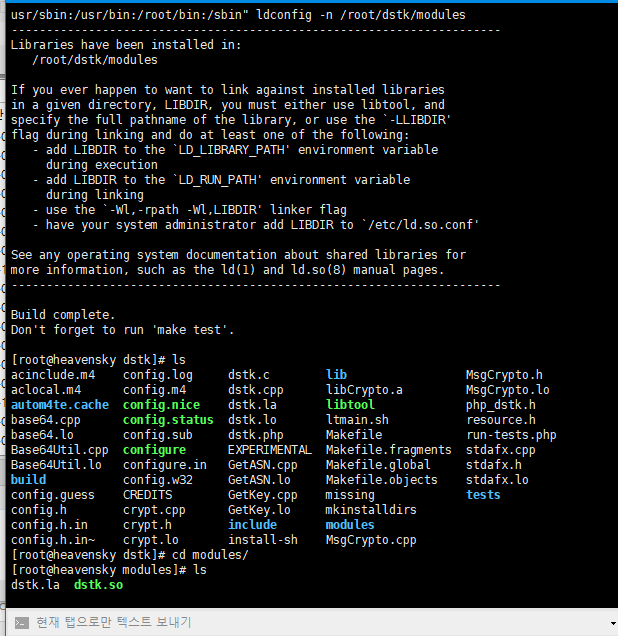 usr/sbin:/usr/bin:/root/bin:/sbin" ldconfig -n /root/dstk/modules
----------------------------------------------------------------------
Libraries have been installed in:
   /root/dstk/modules

If you ever happen to want to link against installed libraries
in a given directory, LIBDIR, you must either use libtool, and
specify the full pathname of the library, or use the `-LLIBDIR'
flag during linking and do at least one of the following:
   - add LIBDIR to the `LD_LIBRARY_PATH' environment variable
     during execution
   - add LIBDIR to the `LD_RUN_PATH' environment variable
     during linking
   - use the `-Wl,-rpath -Wl,LIBDIR' linker flag
   - have your system administrator add LIBDIR to `/etc/ld.so.conf'

See any operating system documentation about shared libraries for
more information, such as the ld(1) and ld.so(8) manual pages.
----------------------------------------------------------------------

Build complete.
Don't forget to run 'make test'.

[root@heavensky dstk]# ls
acinclude.m4    config.log     dstk.c        lib                 MsgCrypto.h
aclocal.m4      config.m4      dstk.cpp      libCrypto.a         MsgCrypto.lo
autom4te.cache  config.nice    dstk.la       libtool             php_dstk.h
base64.cpp      config.status  dstk.lo       ltmain.sh           resource.h
base64.lo       config.sub     dstk.php      Makefile            run-tests.php
Base64Util.cpp  configure      EXPERIMENTAL  Makefile.fragments  stdafx.cpp
Base64Util.lo   configure.in   GetASN.cpp    Makefile.global     stdafx.h
build           config.w32     GetASN.lo     Makefile.objects    stdafx.lo
config.guess    CREDITS        GetKey.cpp    missing             tests
config.h        crypt.cpp      GetKey.lo     mkinstalldirs
config.h.in     crypt.h        include       modules
config.h.in~    crypt.lo       install-sh    MsgCrypto.cpp
[root@heavensky dstk]# cd modules/
[root@heavensky modules]# ls
dstk.la  dstk.so
현재 탭으로만 텍스트 보내기